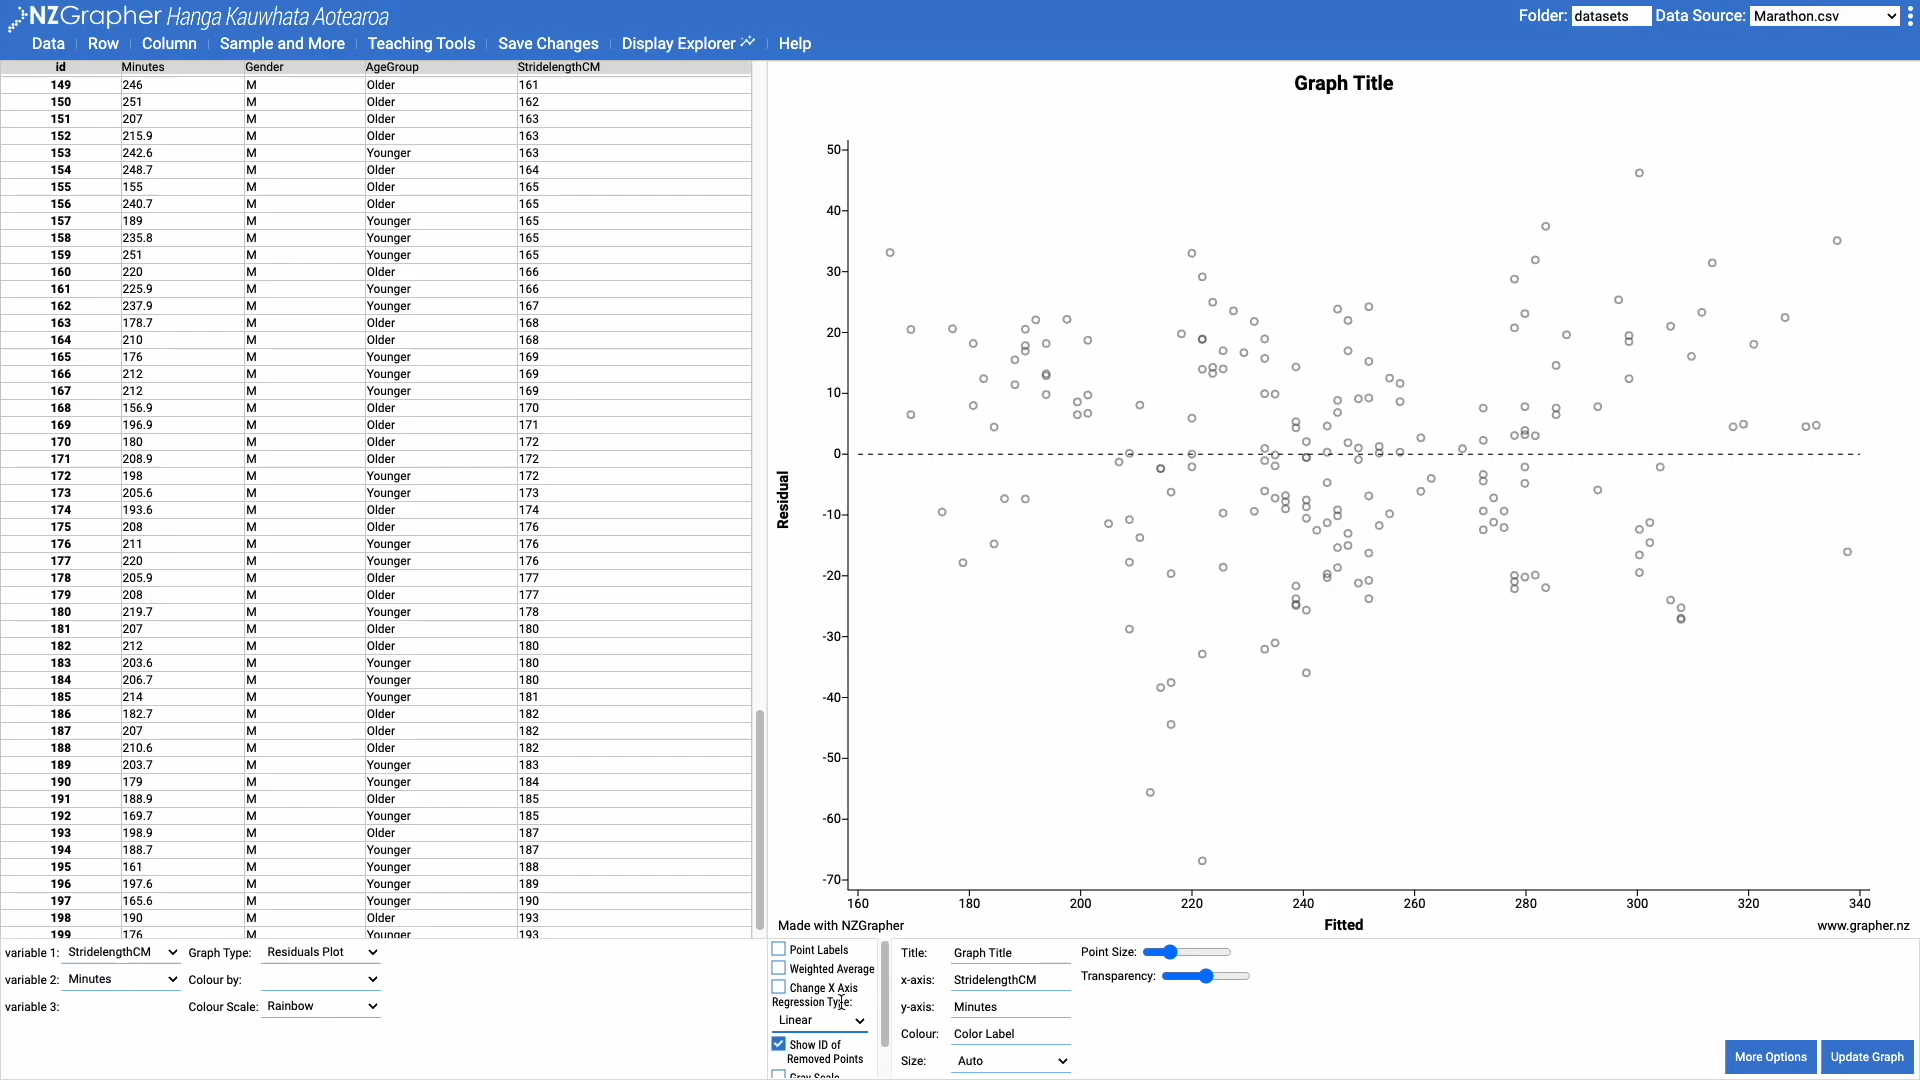 NZGrapher Hanga Kauwhata Aotearoa
Folder: datasets Data Source: Marathon.csv
Data Row Column Sample and More Teaching Tools Save Changes Display Explorer Help
id Minutes Gender AgeGroup StridelengthCM
149 246 M Older 161
150 251 M Older 162
151 207 M Older 163
152 215.9 M Older 163
153 242.6 M Younger 163
154 248.7 M Older 164
155 155 M Older 165
156 240.7 M Older 165
157 189 M Younger 165
158 235.8 M Younger 165
159 251 M Younger 165
160 220 M Older 166
161 225.9 M Younger 166
162 237.9 M Younger 167
163 178.7 M Older 168
164 210 M Older 168
165 176 M Younger 169
166 212 M Younger 169
167 212 M Younger 169
168 156.9 M Older 170
169 196.9 M Older 171
170 180 M Older 172
171 208.9 M Older 172
172 198 M Younger 172
173 205.6 M Younger 173
174 193.6 M Older 174
175 208 M Older 176
176 211 M Younger 176
177 220 M Younger 176
178 205.9 M Older 177
179 208 M Older 177
180 219.7 M Younger 178
181 207 M Older 180
182 212 M Older 180
183 203.6 M Younger 180
184 206.7 M Younger 180
185 214 M Younger 181
186 182.7 M Older 182
187 207 M Older 182
188 210.6 M Older 182
189 203.7 M Younger 183
190 179 M Younger 184
191 188.9 M Older 185
192 169.7 M Younger 185
193 198.9 M Older 187
194 188.7 M Younger 187
195 161 M Younger 188
196 197.6 M Younger 189
197 165.6 M Younger 190
198 190 M Older 193
199 176 M Younger 193
Graph Title
50
40
30
20
10
0
-10
-20
-30
-40
-50
-60
-70
Residual
160 180 200 220 240 260 280 300 320 340
Made with NZGrapher
Fitted
www.grapher.nz
variable 1: StridelengthCM Graph Type: Residuals Plot
variable 2: Minutes Colour by:
variable 3: Colour Scale: Rainbow
Point Labels
Weighted Average
Change X Axis
Regression Type:
Linear
Show ID of
Removed Points
Gray Scale
Title: Graph Title
x-axis: StridelengthCM
y-axis: Minutes
Colour: Color Label
Size: Auto
Point Size:
Transparency:
More Options Update Graph